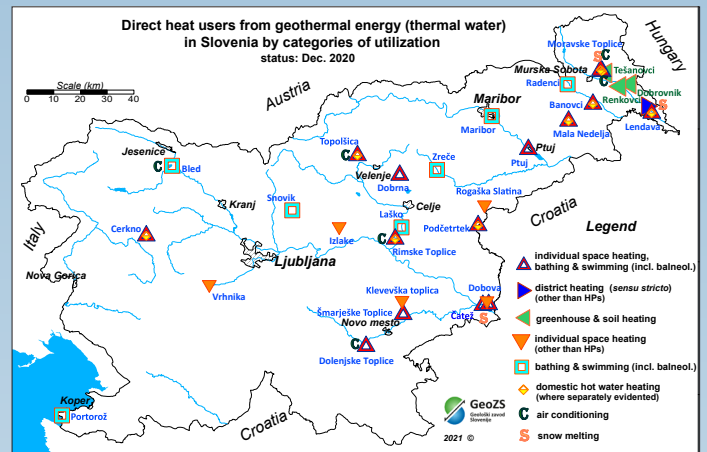 Direct heat users from geothermal energy (thermal water)
in Slovenia by categories of utilization
status: Dec. 2020
Scale (km)
0 10 20 30 40
Austria
Hungary
Croatia
Croatia
Italy
Moravske Toplice
S
C
C
Murska Sobota
Tešanovci
Radenci
Dobrovnik
Renkovci
S
Banovci
Lendava
Maribor
Maribor
Mala Nedelja
Ptuj
Ptuj
Topolšica
C
Velenje
Zreče
Dobrna
Jesenice
C
Bled
Rogaška Slatina
Kranj
Snovik
Celje
Laško
Podčetrtek
Cerkno
Izlake
C
Rimske Toplice
Ljubljana
Nova Gorica
Vrhnika
Klevevška toplica
Dobova
Šmarješke Toplice
Čatež
S
Novo mesto
C
Dolenjske Toplice
Koper
Portorož
Legend
individual space heating,
bathing & swimming (incl. balneol.)
district heating (sensu stricto)
(other than HPs)
greenhouse & soil heating
individual space heating
(other than HPs)
bathing & swimming (incl. balneol.)
domestic hot water heating
(where separately evidented)
C air conditioning
S snow melting
GeoZS
Geološki zavod
Slovenije
2021 ©